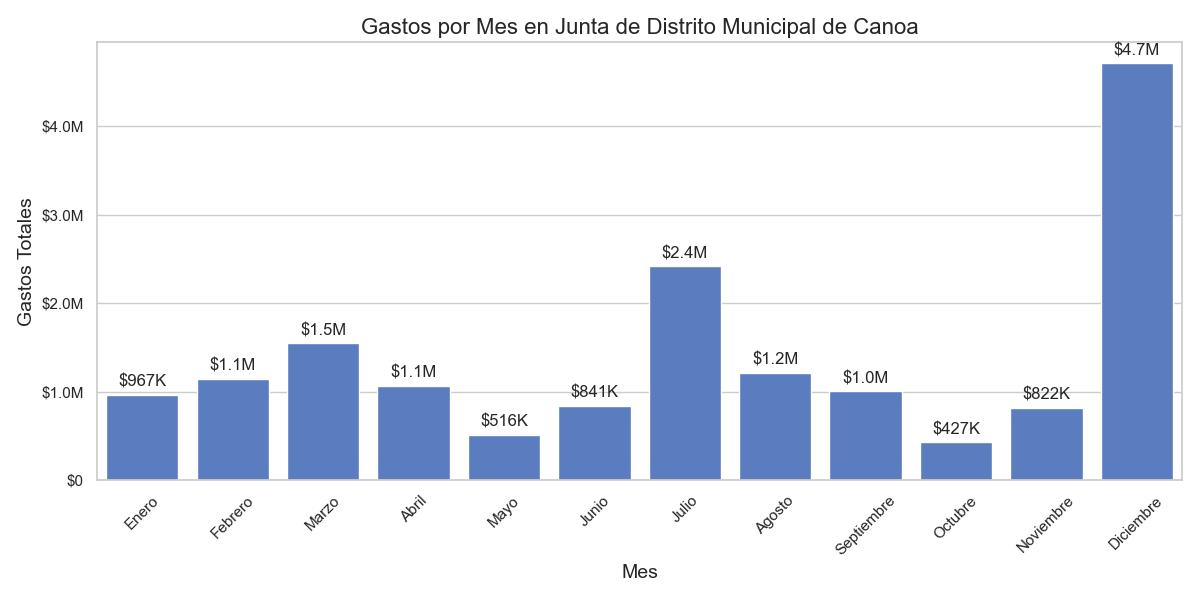 Gastos por Mes en Junta de Distrito Municipal de Canoa
Gastos Totales
$4.0M
$3.0M
$2.0M
$1.0M
$0
$967K
$1.1M
$1.5M
$1.1M
$516K
$841K
$2.4M
$1.2M
$1.0M
$427K
$822K
$4.7M
Enero
Febrero
Marzo
Abril
Mayo
Junio
Julio
Agosto
Septiembre
Octubre
Noviembre
Diciembre
Mes